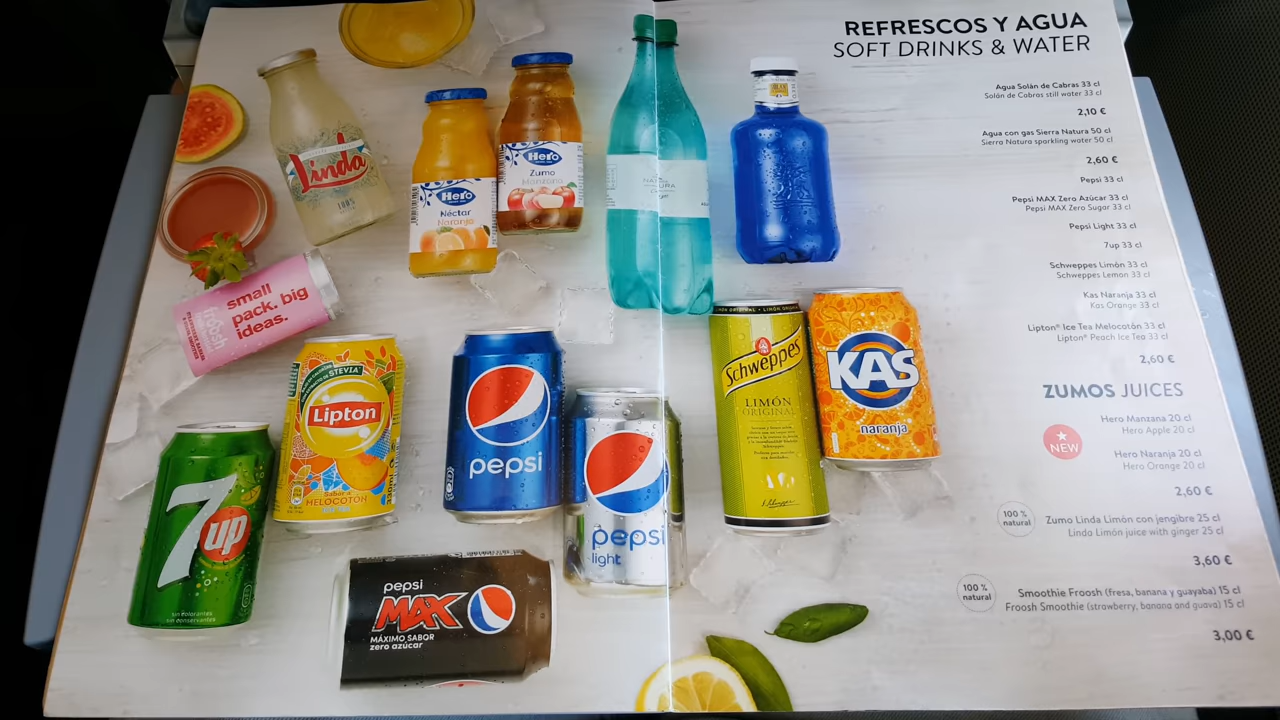 REFRESCOS Y AGUA
SOFT DRINKS & WATER
Agua Solán de Cabras 33 cl
Solán de Cabras still water 33 cl
2,10 €
Agua con gas Sierra Natura 50 cl
Sierra Natura sparkling water 50 cl
2,60 €
Pepsi 33 cl
Pepsi MAX Zero Azúcar 33 cl
Pepsi MAX Zero Sugar 33 cl
Pepsi Light 33 cl
7up 33 cl
Schweppes Limón 33 cl
Schweppes Lemon 33 cl
Kas Naranja 33 cl
Kas Orange 33 cl
Lipton® Ice Tea Melocotón 33 cl
Lipton® Peach Ice Tea 33 cl
2,60 €
ZUMOS JUICES
Hero Manzana 20 cl
Hero Apple 20 cl
NEW
Hero Naranja 20 cl
Hero Orange 20 cl
2,60 €
100 %
natural
Zumo Linda Limón con jengibre 25 cl
Linda Limón juice with ginger 25 cl
3,60 €
100 %
natural
Smoothie Froosh (fresa, banana y guayaba) 15 cl
Froosh Smoothie (strawberry, banana and guava) 15 cl
3,00 €
Linda
100%
Hero
Néctar
Naranja
Hero
Zumo
Manzana
small
pack. big
ideas.
froosh
STEVIA
Lipton
Sabor a
MELOCOTÓN
pepsi
pepsi
light
Schweppes
LIMÓN
ORIGINAL
KAS
naranja
7up
sin colorantes
sin conservantes
pepsi
MAX
MÁXIMO SABOR
zero azúcar